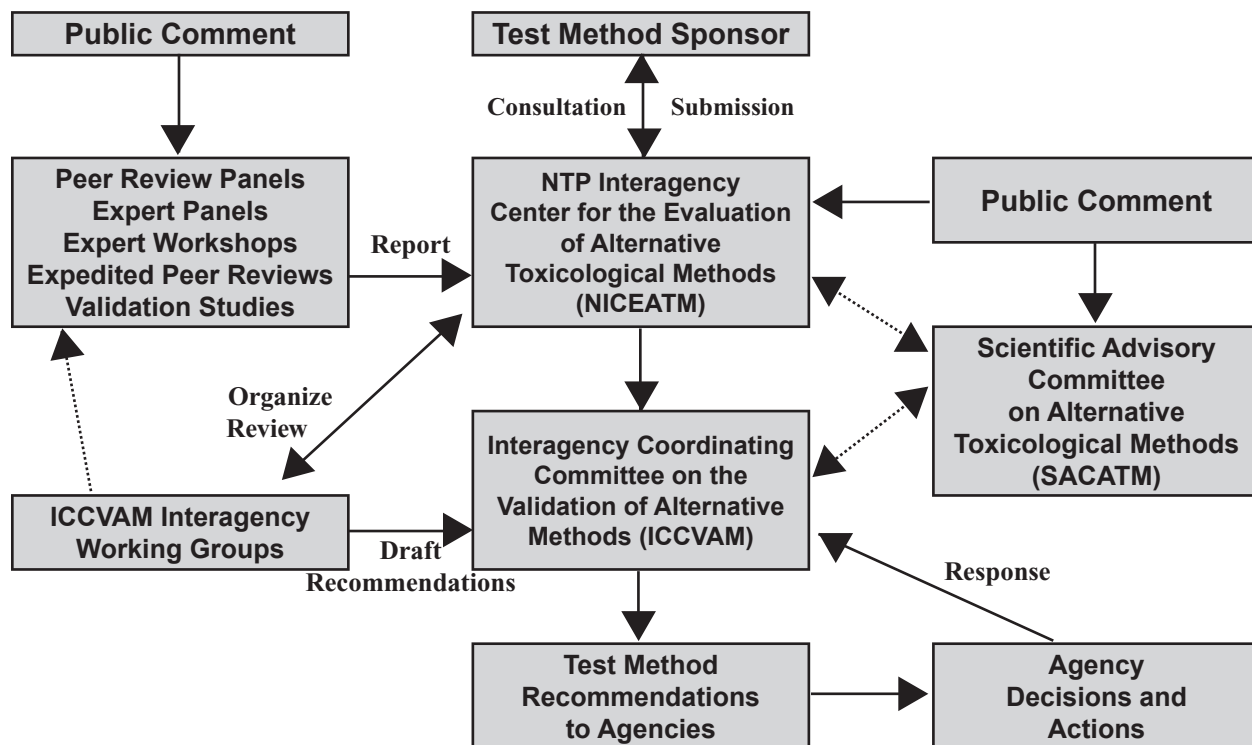 Public Comment
Test Method Sponsor
Consultation
Submission
Peer Review Panels
Expert Panels
Expert Workshops
Expedited Peer Reviews
Validation Studies
Report
NTP Interagency
Center for the Evaluation
of Alternative
Toxicological Methods
(NICEATM)
Public Comment
Scientific Advisory
Committee
on Alternative
Toxicological Methods
(SACATM)
Organize
Review
Interagency Coordinating
Committee on the
Validation of Alternative
Methods (ICCVAM)
ICCVAM Interagency
Working Groups
Draft
Recommendations
Response
Test Method
Recommendations
to Agencies
Agency
Decisions and
Actions